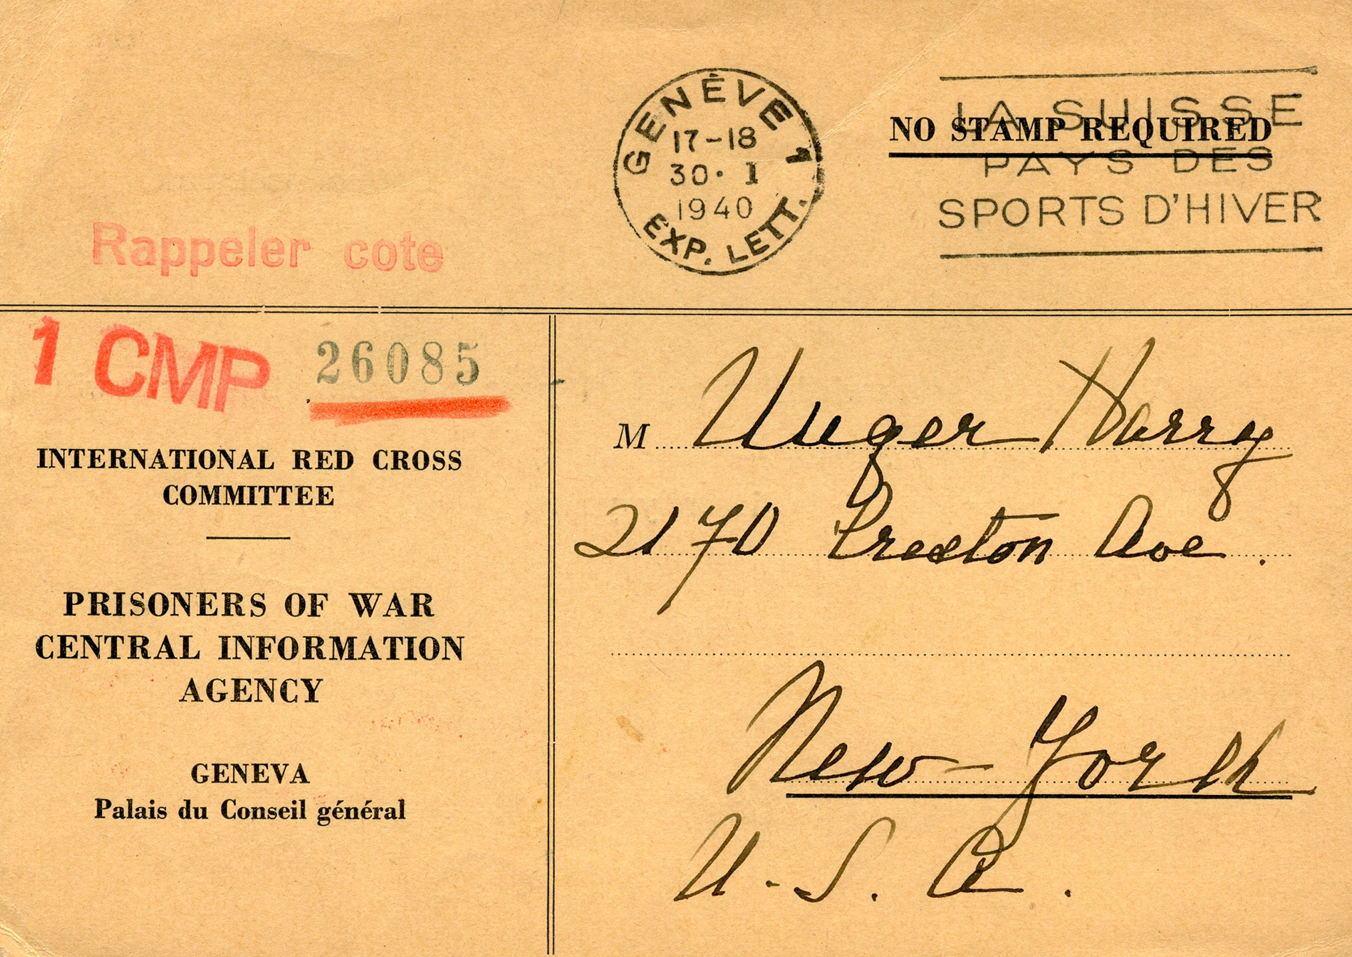 GENÈVE 1
17-18
30. I
1940
EXP. LETT.
NO STAMP REQUIRED
LA SUISSE
PAYS DES
SPORTS D'HIVER
Rappeler cote
1 CMP 26085
INTERNATIONAL RED CROSS
COMMITTEE
PRISONERS OF WAR
CENTRAL INFORMATION
AGENCY
GENEVA
Palais du Conseil général
M Unger Harry
2170 Ave.
New-York
U.S.A.